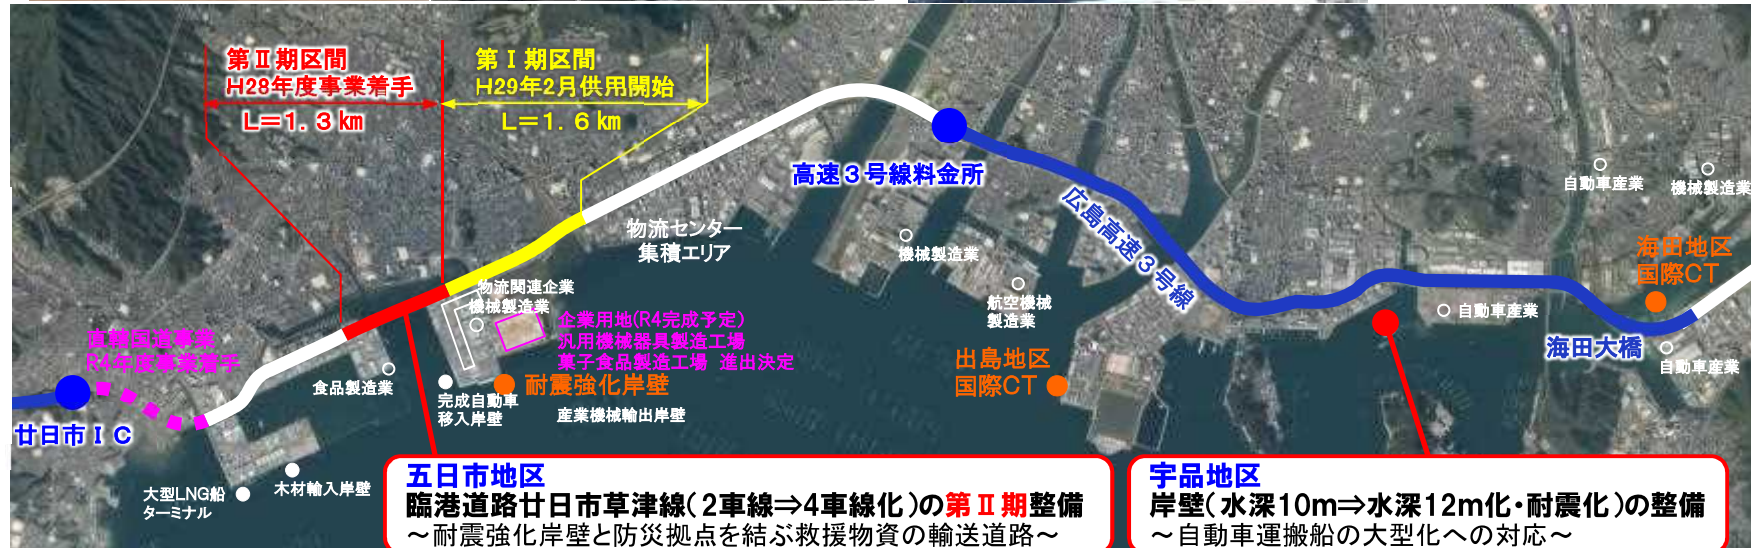 第Ⅱ期区間
H28年度事業着手
L＝1．3㎞
第Ⅰ期区間
H29年2月供用開始
L＝1．6㎞
高速３号線料金所
広島高速３号線
自動車産業
機械製造業
物流センター
集積エリア
機械製造業
航空機械
製造業
海田地区
国際CT
自動車産業
海田大橋
自動車産業
物流関連企業
機械製造業
企業用地(R4完成予定)
汎用機械器具製造工場
菓子食品製造工場 進出決定
直轄国道事業
R4年度事業着手
食品製造業
完成自動車
移入岸壁
耐震強化岸壁
産業機械輸出岸壁
出島地区
国際CT
廿日市ＩＣ
大型LNG船
ターミナル
木材輸入岸壁
五日市地区
臨港道路廿日市草津線（2車線⇒4車線化）の第Ⅱ期整備
～耐震強化岸壁と防災拠点を結ぶ救援物資の輸送道路～
宇品地区
岸壁（水深10m⇒水深12m化・耐震化）の整備
～自動車運搬船の大型化への対応～